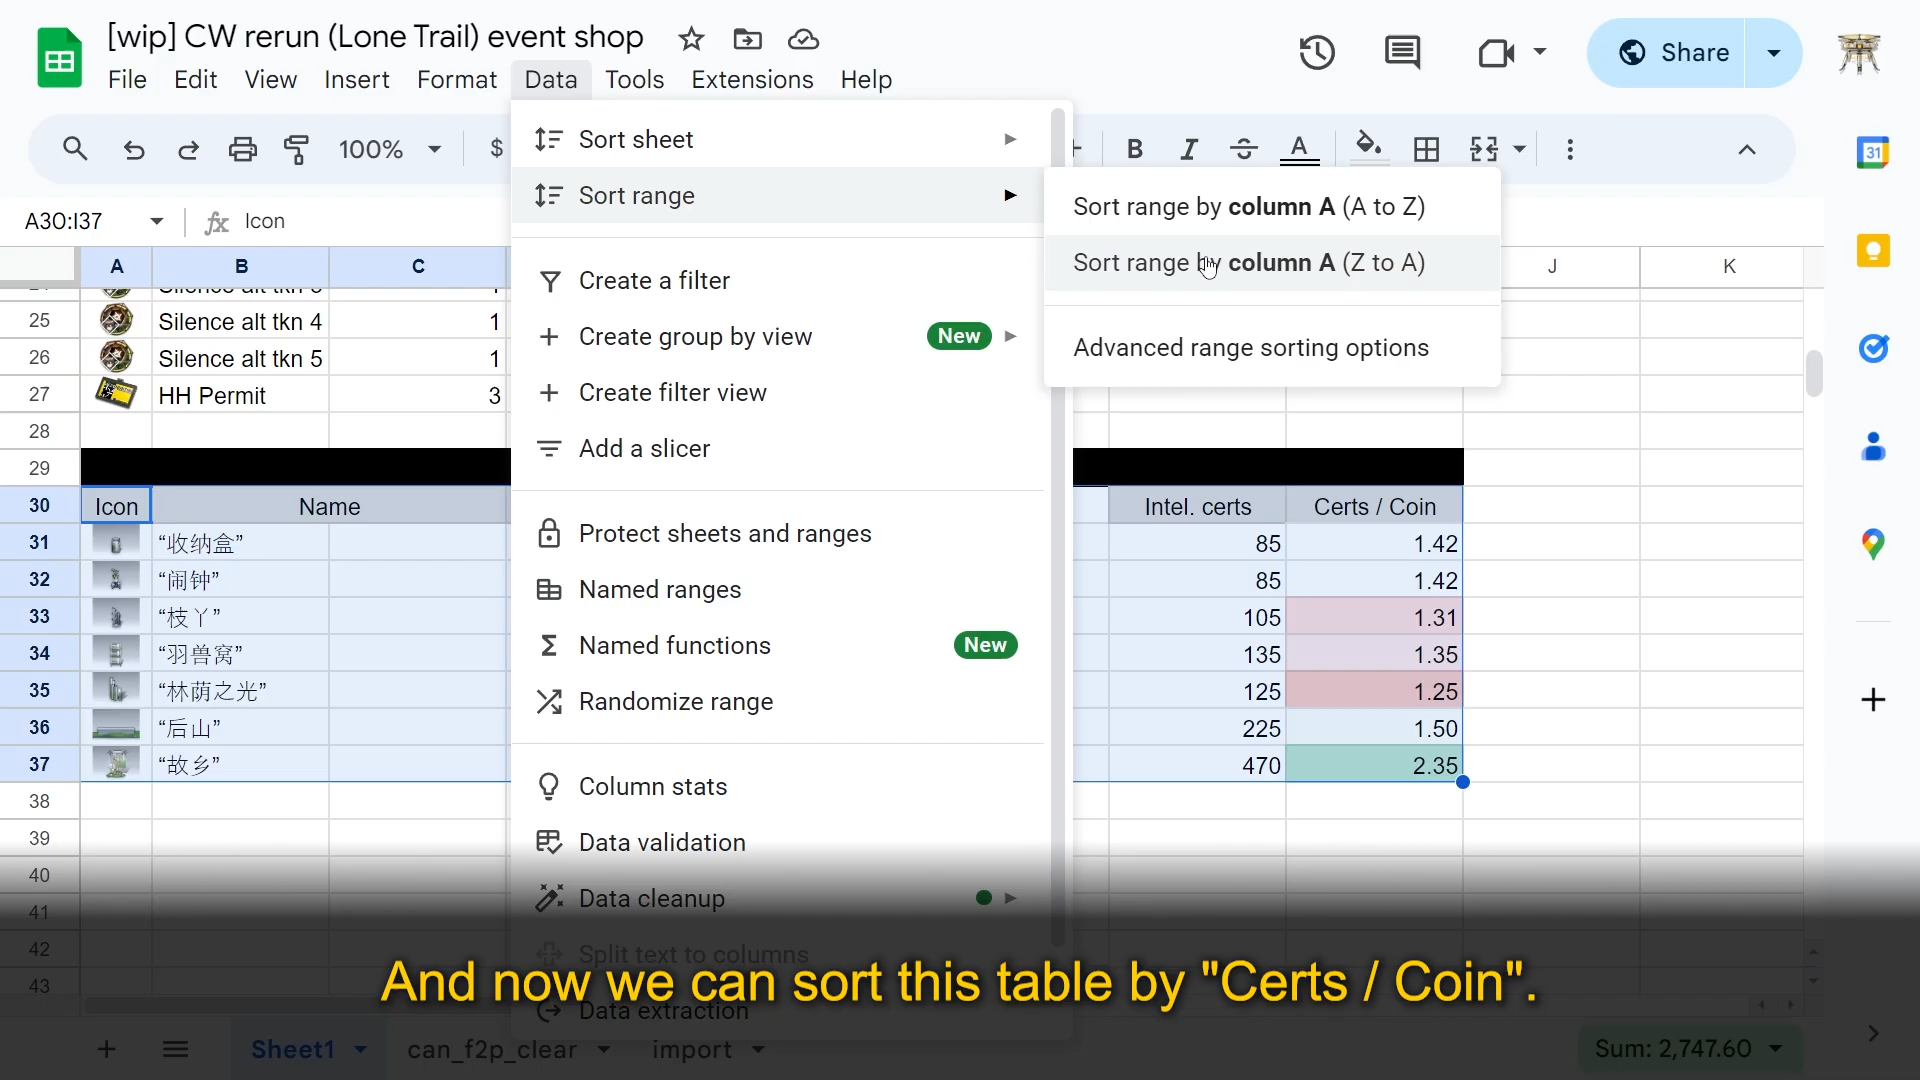 [wip] CW rerun (Lone Trail) event shop
File Edit View Insert Format Data Tools Extensions Help
Share
100% $ B I S A
31
A30:I37 fx Icon
Sort sheet
Sort range
Sort range by column A (A to Z)
Sort range by column A (Z to A)
Advanced range sorting options
Create a filter
Create group by view New
Create filter view
Add a slicer
Protect sheets and ranges
Named ranges
Named functions New
Randomize range
Column stats
Data validation
Data cleanup
Split text to columns
Data extraction
A B C J K
25 Silence alt tkn 4 1
26 Silence alt tkn 5 1
27 HH Permit 3
28
29
30 Icon Name Intel. certs Certs / Coin
31 “收纳盒” 85 1.42
32 “闹钟” 85 1.42
33 “枝丫” 105 1.31
34 “羽兽窝” 135 1.35
35 “林荫之光” 125 1.25
36 “后山” 225 1.50
37 “故乡” 470 2.35
38
39
40
41
42
43
And now we can sort this table by "Certs / Coin".
Sheet1 can_f2p_clear import Sum: 2,747.60